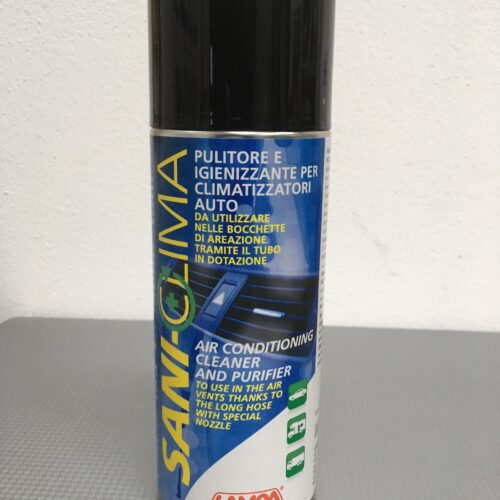 SANI-CLIMA
PULITORE E
IGIENIZZANTE PER
CLIMATIZZATORI
AUTO
DA UTILIZZARE
NELLE BOCCHETTE
DI AREAZIONE
TRAMITE IL TUBO
IN DOTAZIONE
AIR CONDITIONING
CLEANER
AND PURIFIER
TO USE IN THE AIR
VENTS THANKS TO
THE LONG HOSE
WITH SPECIAL
NOZZLE
LAMPA